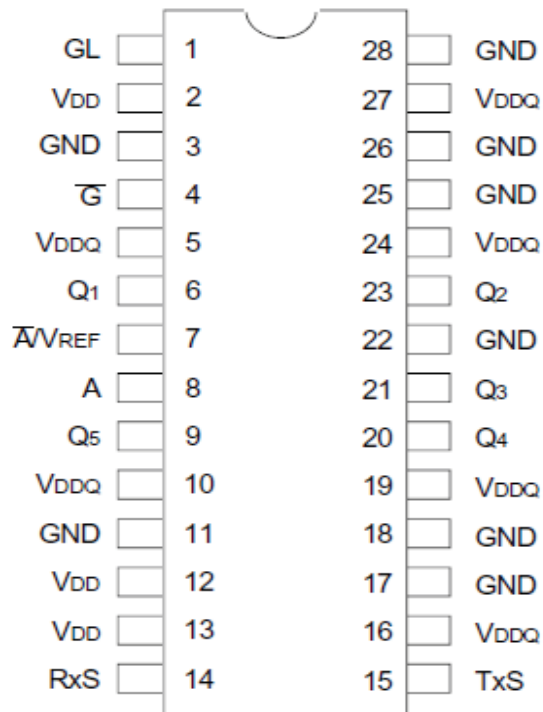 GL 1 28 GND
VDD 2 27 VDDQ
GND 3 26 GND
G̅ 4 25 GND
VDDQ 5 24 VDDQ
Q1 6 23 Q2
A̅/VREF 7 22 GND
A 8 21 Q3
Q5 9 20 Q4
VDDQ 10 19 VDDQ
GND 11 18 GND
VDD 12 17 GND
VDD 13 16 VDDQ
RxS 14 15 TxS